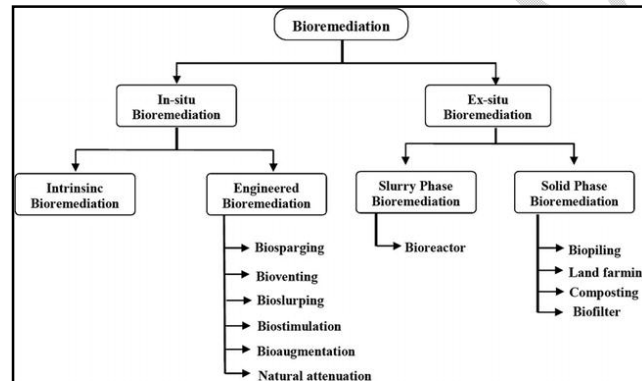 Bioremediation
In-situ
Bioremediation
Ex-situ
Bioremediation
Intrinsinc
Bioremediation
Engineered
Bioremediation
Slurry Phase
Bioremediation
Solid Phase
Bioremediation
Biosparging
Bioventing
Bioslurping
Biostimulation
Bioaugmentation
Natural attenuation
Bioreactor
Biopiling
Land farmin
Composting
Biofilter